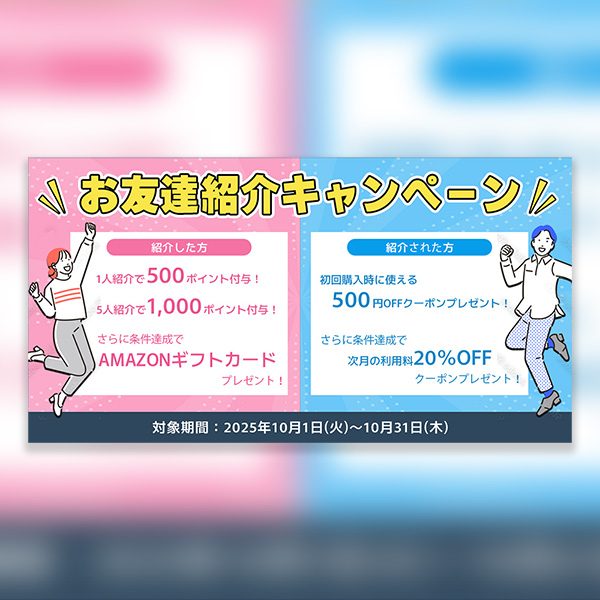 お友達紹介キャンペーン
紹介した方
1人紹介で500ポイント付与！
5人紹介で1,000ポイント付与！
さらに条件達成で
AMAZONギフトカード
プレゼント！
紹介された方
初回購入時に使える
500円OFFクーポンプレゼント！
さらに条件達成で
次月の利用料20%OFF
クーポンプレゼント！
対象期間：2025年10月1日(火)〜10月31日(木)